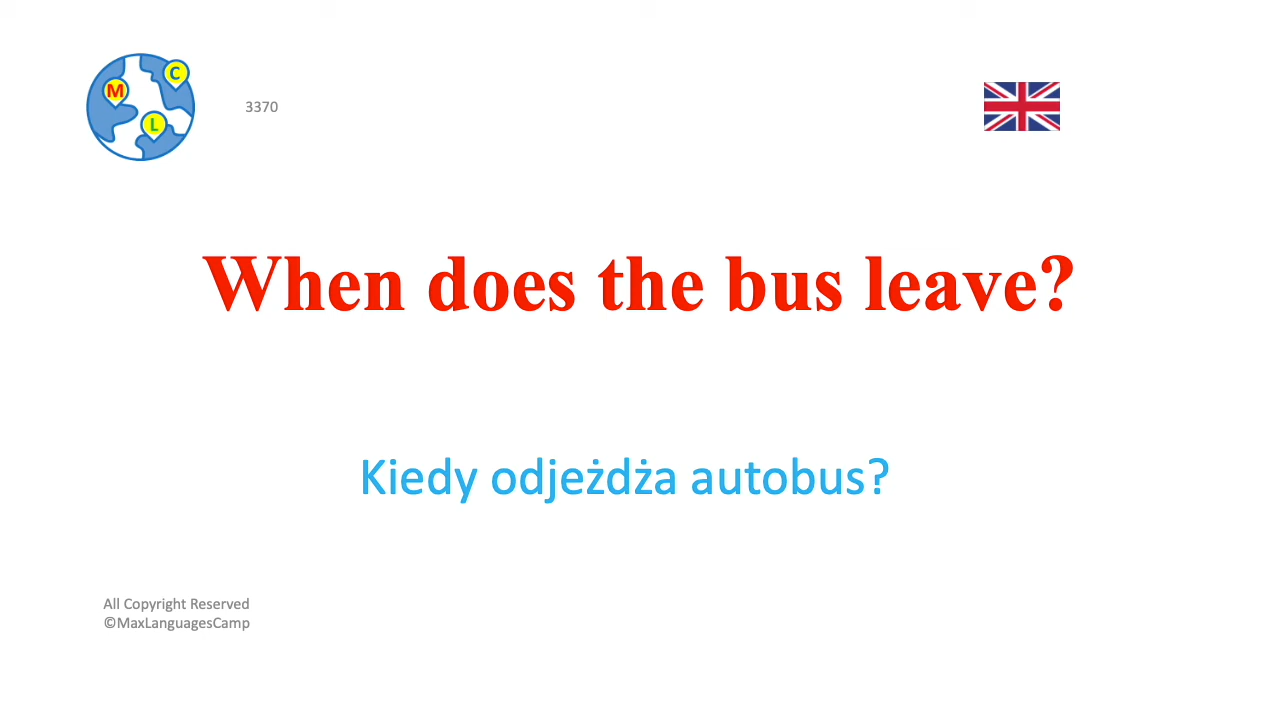 C
M
L
3370
When does the bus leave?
Kiedy odjeżdża autobus?
All Copyright Reserved
©MaxLanguagesCamp